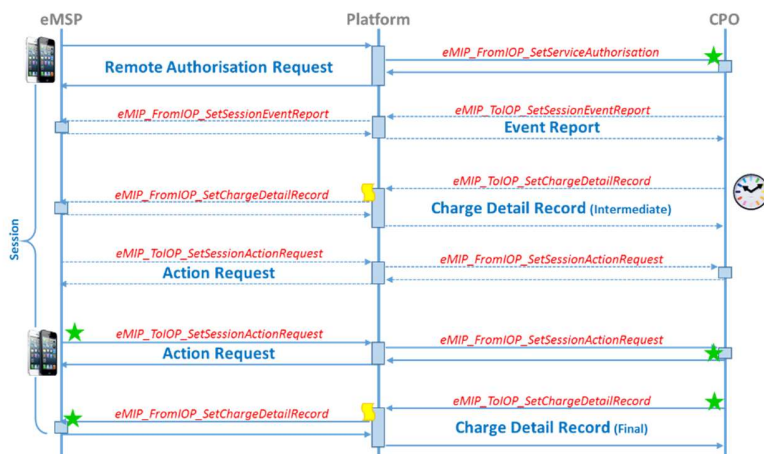 eMSP Platform CPO
eMIP_FromIOP_SetServiceAuthorisation
Remote Authorisation Request
eMIP_FromIOP_SetSessionEventReport eMIP_ToIOP_SetSessionEventReport
Event Report
eMIP_FromIOP_SetChargeDetailRecord eMIP_ToIOP_SetChargeDetailRecord
Charge Detail Record (Intermediate)
Session
eMIP_ToIOP_SetSessionActionRequest eMIP_FromIOP_SetSessionActionRequest
Action Request
eMIP_ToIOP_SetSessionActionRequest eMIP_FromIOP_SetSessionActionRequest
Action Request
eMIP_FromIOP_SetChargeDetailRecord eMIP_ToIOP_SetChargeDetailRecord
Charge Detail Record (Final)